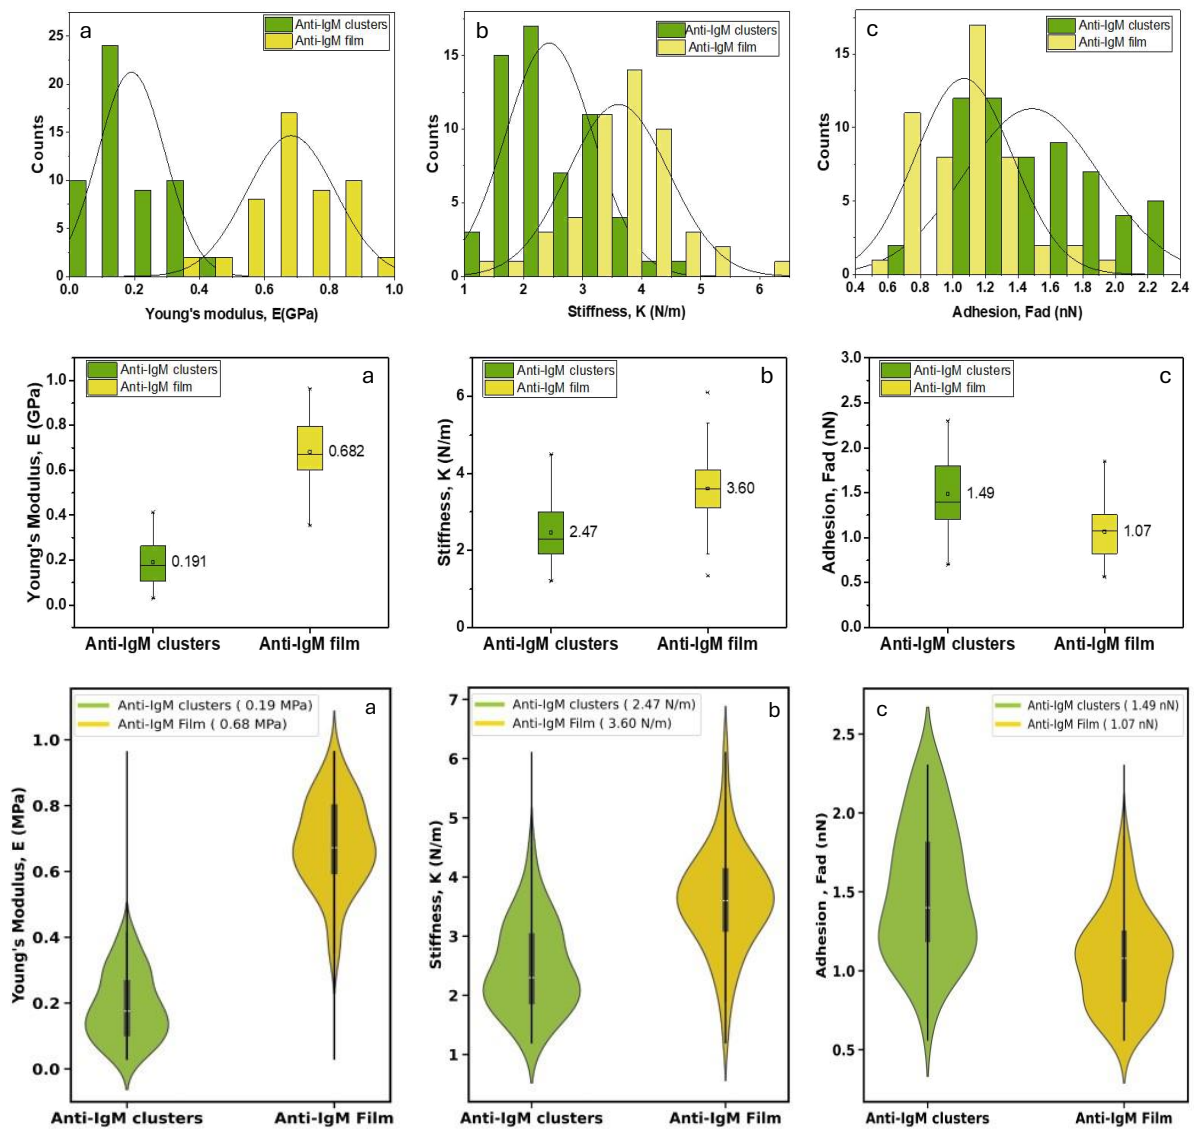 a
Anti-IgM clusters
Anti-IgM film
25
20
15
10
5
0
Counts
0.0 0.2 0.4 0.6 0.8 1.0
Young's modulus, E(GPa)
b
Anti-IgM clusters
Anti-IgM film
15
10
5
0
Counts
1 2 3 4 5 6
Stiffness, K (N/m)
c
Anti-IgM clusters
Anti-IgM film
15
10
5
0
Counts
0.4 0.6 0.8 1.0 1.2 1.4 1.6 1.8 2.0 2.2 2.4
Adhesion, Fad (nN)
Anti-IgM clusters
Anti-IgM film
a
1.0
0.8
0.6
0.4
0.2
0.0
Young's Modulus, E (GPa)
0.682
0.191
Anti-IgM clusters Anti-IgM film
Anti-IgM clusters
Anti-IgM film
b
6
4
2
0
Stiffness, K (N/m)
3.60
2.47
Anti-IgM clusters Anti-IgM film
Anti-IgM clusters
Anti-IgM film
c
3.0
2.5
2.0
1.5
1.0
0.5
0.0
Adhesion, Fad (nN)
1.49
1.07
Anti-IgM clusters Anti-IgM film
Anti-IgM clusters ( 0.19 MPa)
Anti-IgM Film ( 0.68 MPa)
a
1.0
0.8
0.6
0.4
0.2
0.0
Young's Modulus, E (MPa)
Anti-IgM clusters Anti-IgM Film
Anti-IgM clusters ( 2.47 N/m)
Anti-IgM Film ( 3.60 N/m)
b
7
6
5
4
3
2
1
Stiffness, K (N/m)
Anti-IgM clusters Anti-IgM Film
c
Anti-IgM clusters ( 1.49 nN)
Anti-IgM Film ( 1.07 nN)
2.5
2.0
1.5
1.0
0.5
Adhesion , Fad (nN)
Anti-IgM clusters Anti-IgM Film